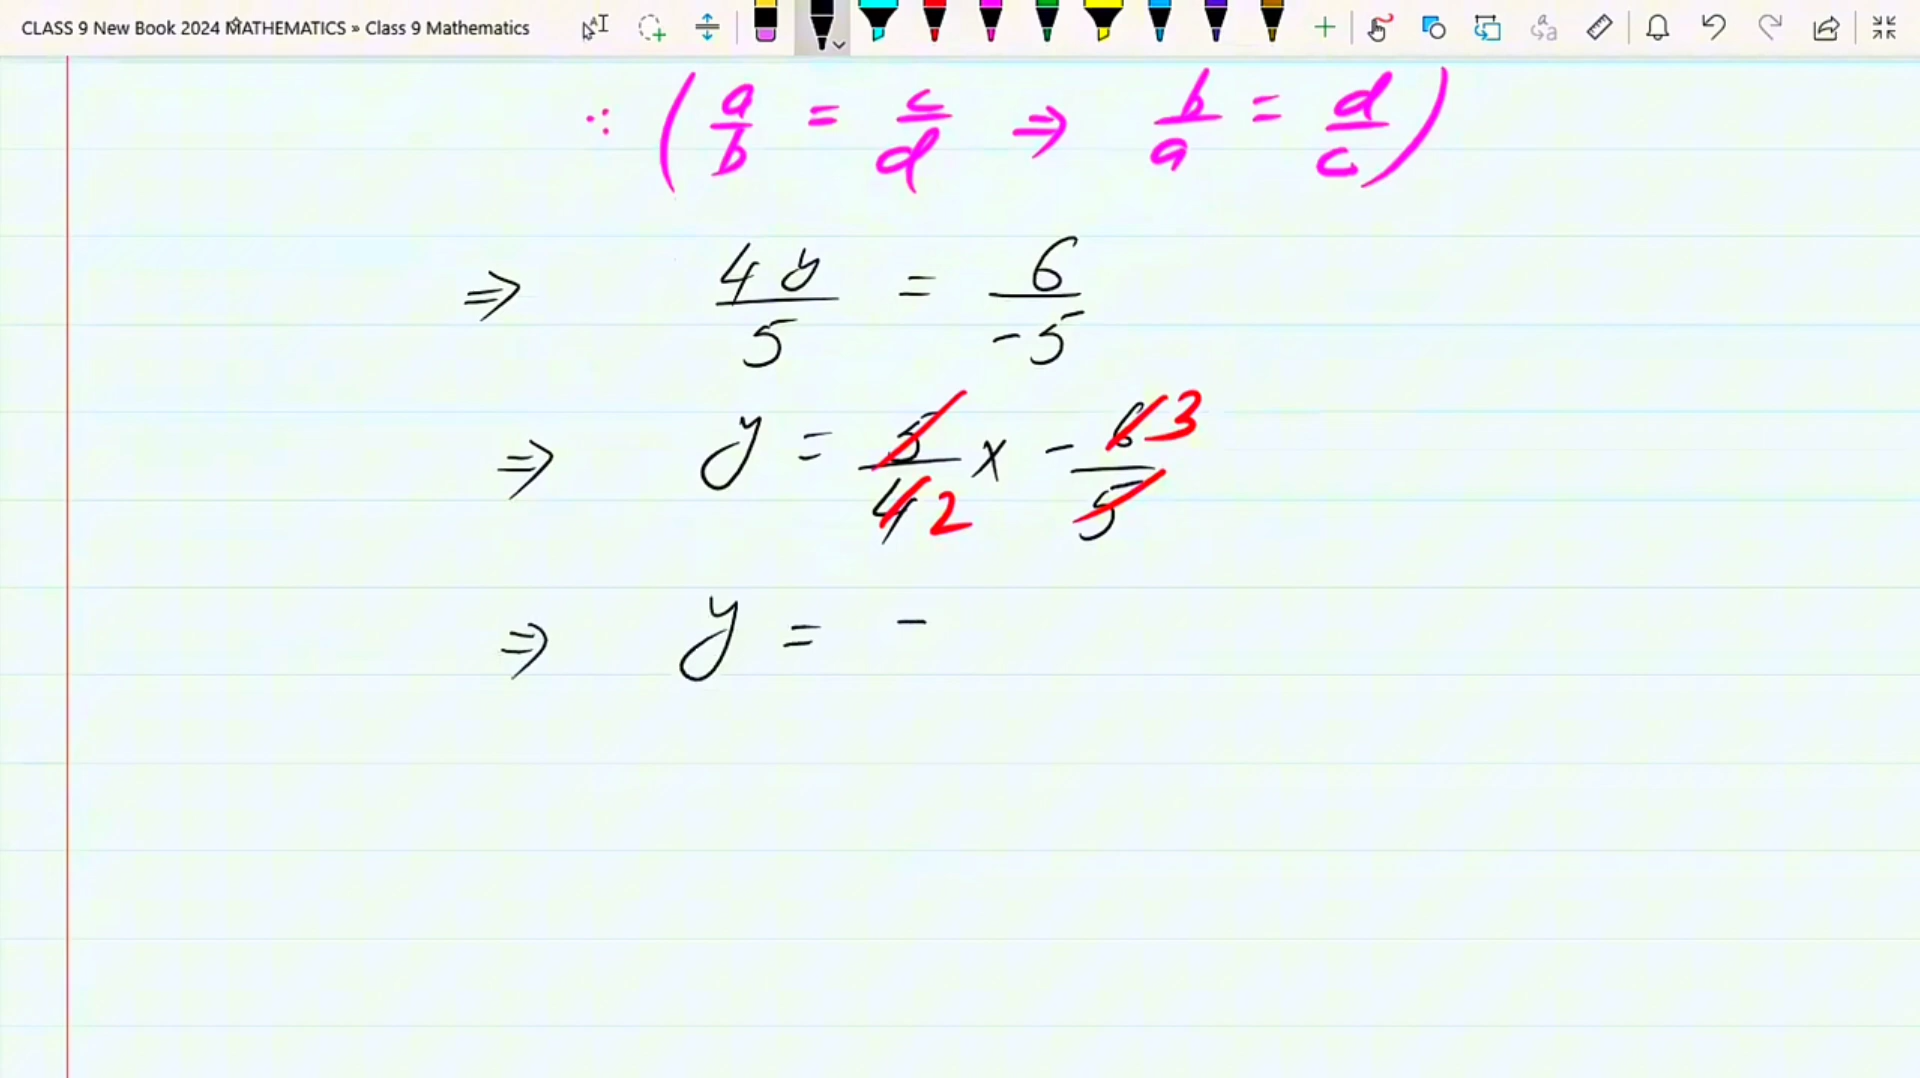 CLASS 9 New Book 2024 MATHEMATICS » Class 9 Mathematics
∵ (a/b = c/d ⇒ b/a = d/c)
⇒ 4y/5 = 6/-5
⇒ y = 5/4 2 x - 6/5 3
⇒ y = -